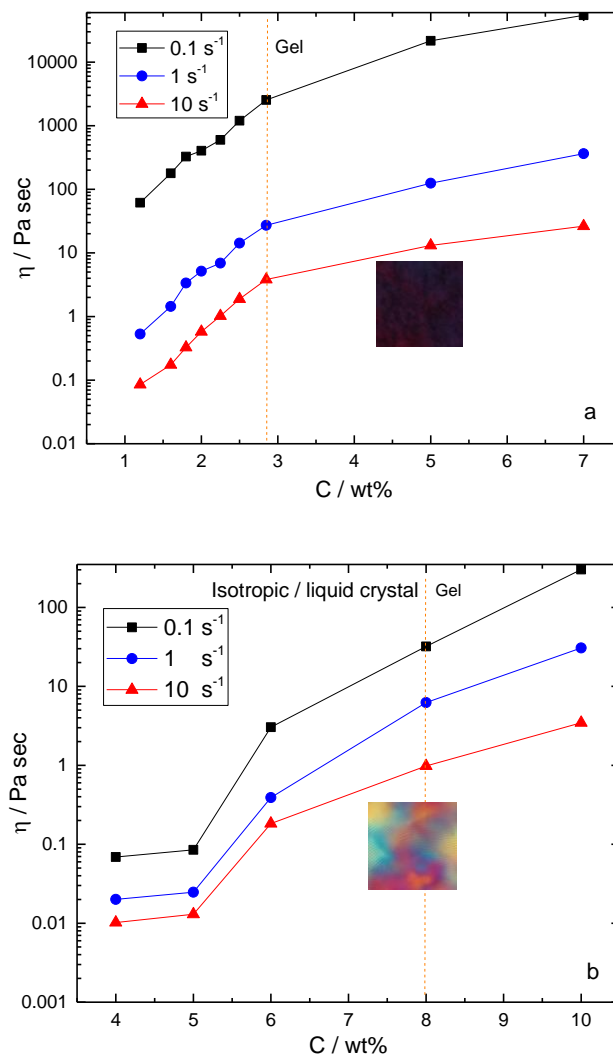 10000
1000
100
10
1
0.1
0.01
η / Pa sec
0.1 s⁻¹
1 s⁻¹
10 s⁻¹
Gel
a
1 2 3 4 5 6 7
C / wt%
100
10
1
0.1
0.01
0.001
η / Pa sec
Isotropic / liquid crystal Gel
0.1 s⁻¹
1 s⁻¹
10 s⁻¹
b
4 5 6 7 8 9 10
C / wt%